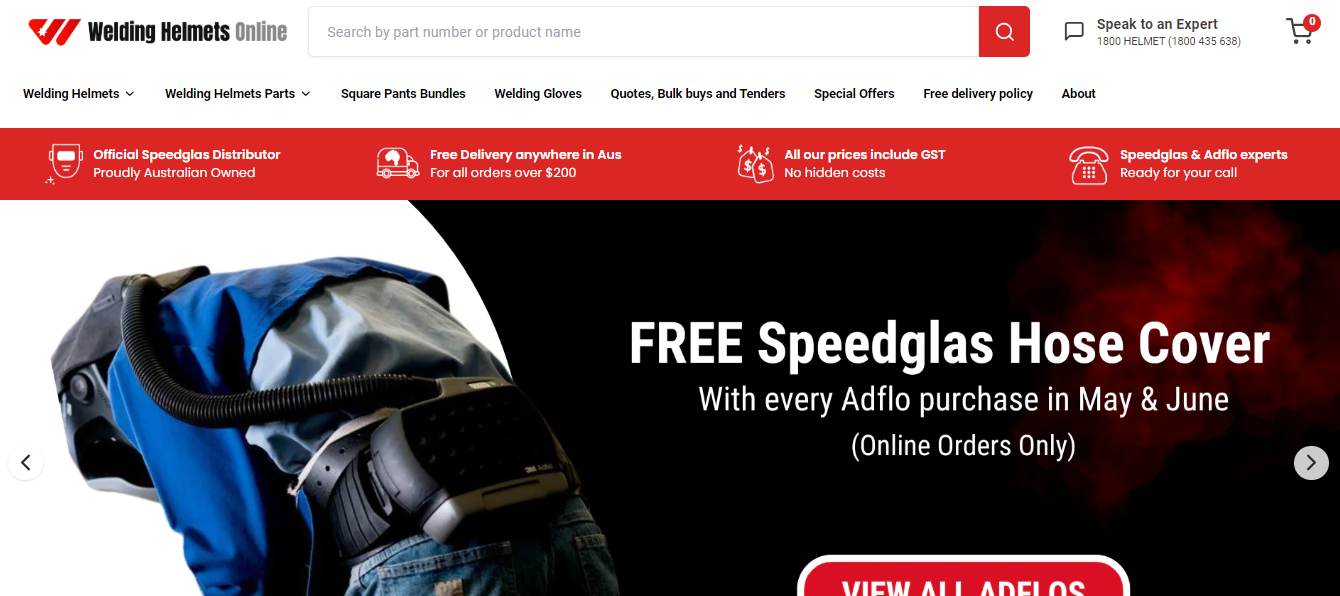 Welding Helmets Online
Search by part number or product name
Speak to an Expert
1800 HELMET (1800 435 638)
0
Welding Helmets
Welding Helmets Parts
Square Pants Bundles
Welding Gloves
Quotes, Bulk buys and Tenders
Special Offers
Free delivery policy
About
Official Speedglas Distributor
Proudly Australian Owned
Free Delivery anywhere in Aus
For all orders over $200
$ $
All our prices include GST
No hidden costs
Speedglas & Adflo experts
Ready for your call
FREE Speedglas Hose Cover
With every Adflo purchase in May & June
(Online Orders Only)
3M Adflo
VIEW ALL ADFLOS